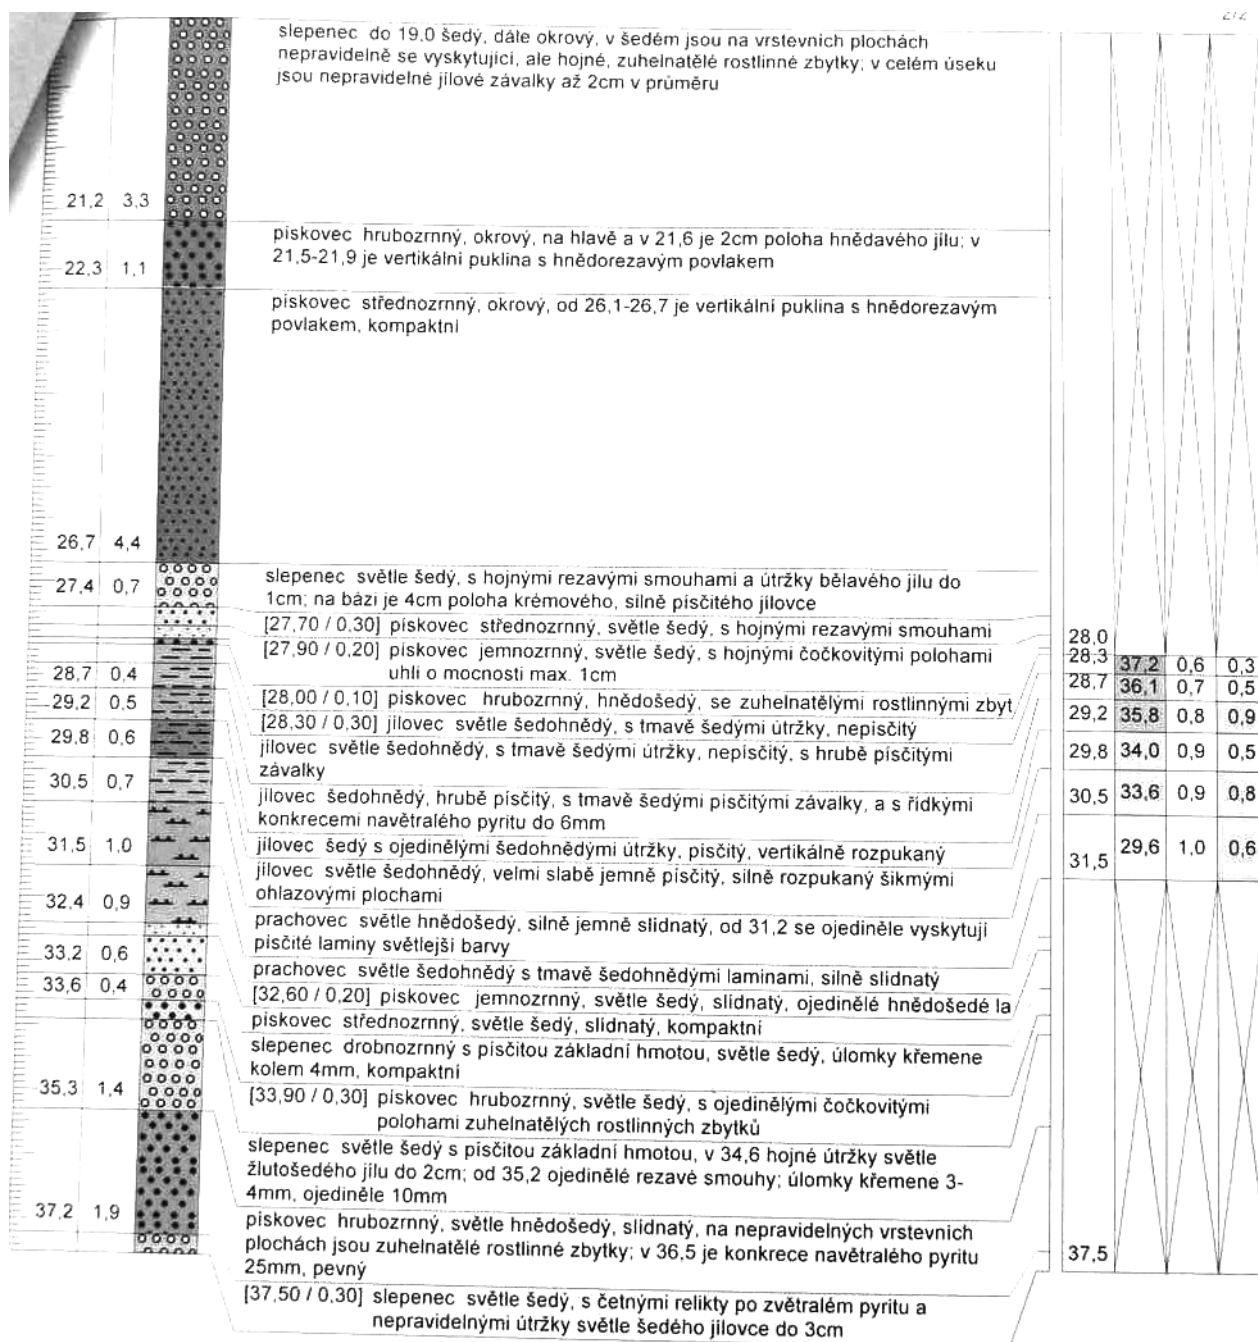 slepenec do 19.0 šedý, dále okrový, v šedém jsou na vrstevních plochách
nepravidelně se vyskytující, ale hojné, zuhelnatělé rostlinné zbytky; v celém úseku
jsou nepravidelné jílové závalky až 2cm v průměru
21,2 3,3
pískovec hrubozrnný, okrový, na hlavě a v 21,6 je 2cm poloha hnědavého jílu; v
21,5-21,9 je vertikální puklina s hnědorezavým povlakem
22,3 1,1
pískovec střednozrnný, okrový, od 26,1-26,7 je vertikální puklina s hnědorezavým
povlakem, kompaktní
26,7 4,4
slepenec světle šedý, s hojnými rezavými smouhami a útržky bělavého jílu do
1cm; na bázi je 4cm poloha krémového, silně písčitého jílovce
27,4 0,7
[27,70 / 0,30] pískovec střednozrnný, světle šedý, s hojnými rezavými smouhami
[27,90 / 0,20] pískovec jemnozrnný, světle šedý, s hojnými čočkovitými polohami
uhlí o mocnosti max. 1cm
28,7 0,4
[28,00 / 0,10] pískovec hrubozrnný, hnědošedý, se zuhelnatělými rostlinnými zbyt
29,2 0,5
[28,30 / 0,30] jílovec světle šedohnědý, s tmavě šedými útržky, nepísčitý
29,8 0,6
jílovec světle šedohnědý, s tmavě šedými útržky, nepísčitý, s hrubě písčitými
závalky
30,5 0,7
jílovec šedohnědý, hrubě písčitý, s tmavě šedými písčitými závalky, a s řídkými
konkrecemi navětralého pyritu do 6mm
31,5 1,0
jílovec šedý s ojedinělými šedohnědými útržky, písčitý, vertikálně rozpukaný
jílovec světle šedohnědý, velmi slabě jemně písčitý, silně rozpukaný šikmými
ohlazovými plochami
32,4 0,9
prachovec světle hnědošedý, silně jemně slídnatý, od 31,2 se ojediněle vyskytují
písčité laminy světlejší barvy
33,2 0,6
prachovec světle šedohnědý s tmavě šedohnědými laminami, silně slídnatý
33,6 0,4
[32,60 / 0,20] pískovec jemnozrnný, světle šedý, slídnatý, ojedinělé hnědošedé la
pískovec střednozrnný, světle šedý, slídnatý, kompaktní
slepenec drobnozrnný s písčitou základní hmotou, světle šedý, úlomky křemene
kolem 4mm, kompaktní
35,3 1,4
[33,90 / 0,30] pískovec hrubozrnný, světle šedý, s ojedinělými čočkovitými
polohami zuhelnatělých rostlinných zbytků
slepenec světle šedý s písčitou základní hmotou, v 34,6 hojné útržky světle
žlutošedého jílu do 2cm; od 35,2 ojedinělé rezavé smouhy; úlomky křemene 3-
4mm, ojediněle 10mm
37,2 1,9
pískovec hrubozrnný, světle hnědošedý, slídnatý, na nepravidelných vrstevních
plochách jsou zuhelnatělé rostlinné zbytky; v 36,5 je konkrece navětralého pyritu
25mm, pevný
[37,50 / 0,30] slepenec světle šedý, s četnými relikty po zvětralém pyritu a
nepravidelnými útržky světle šedého jílovce do 3cm
28,0
28,3 37,2 0,6 0,3
28,7 36,1 0,7 0,5
29,2 35,8 0,8 0,9
29,8 34,0 0,9 0,5
30,5 33,6 0,9 0,8
31,5 29,6 1,0 0,6
37,5